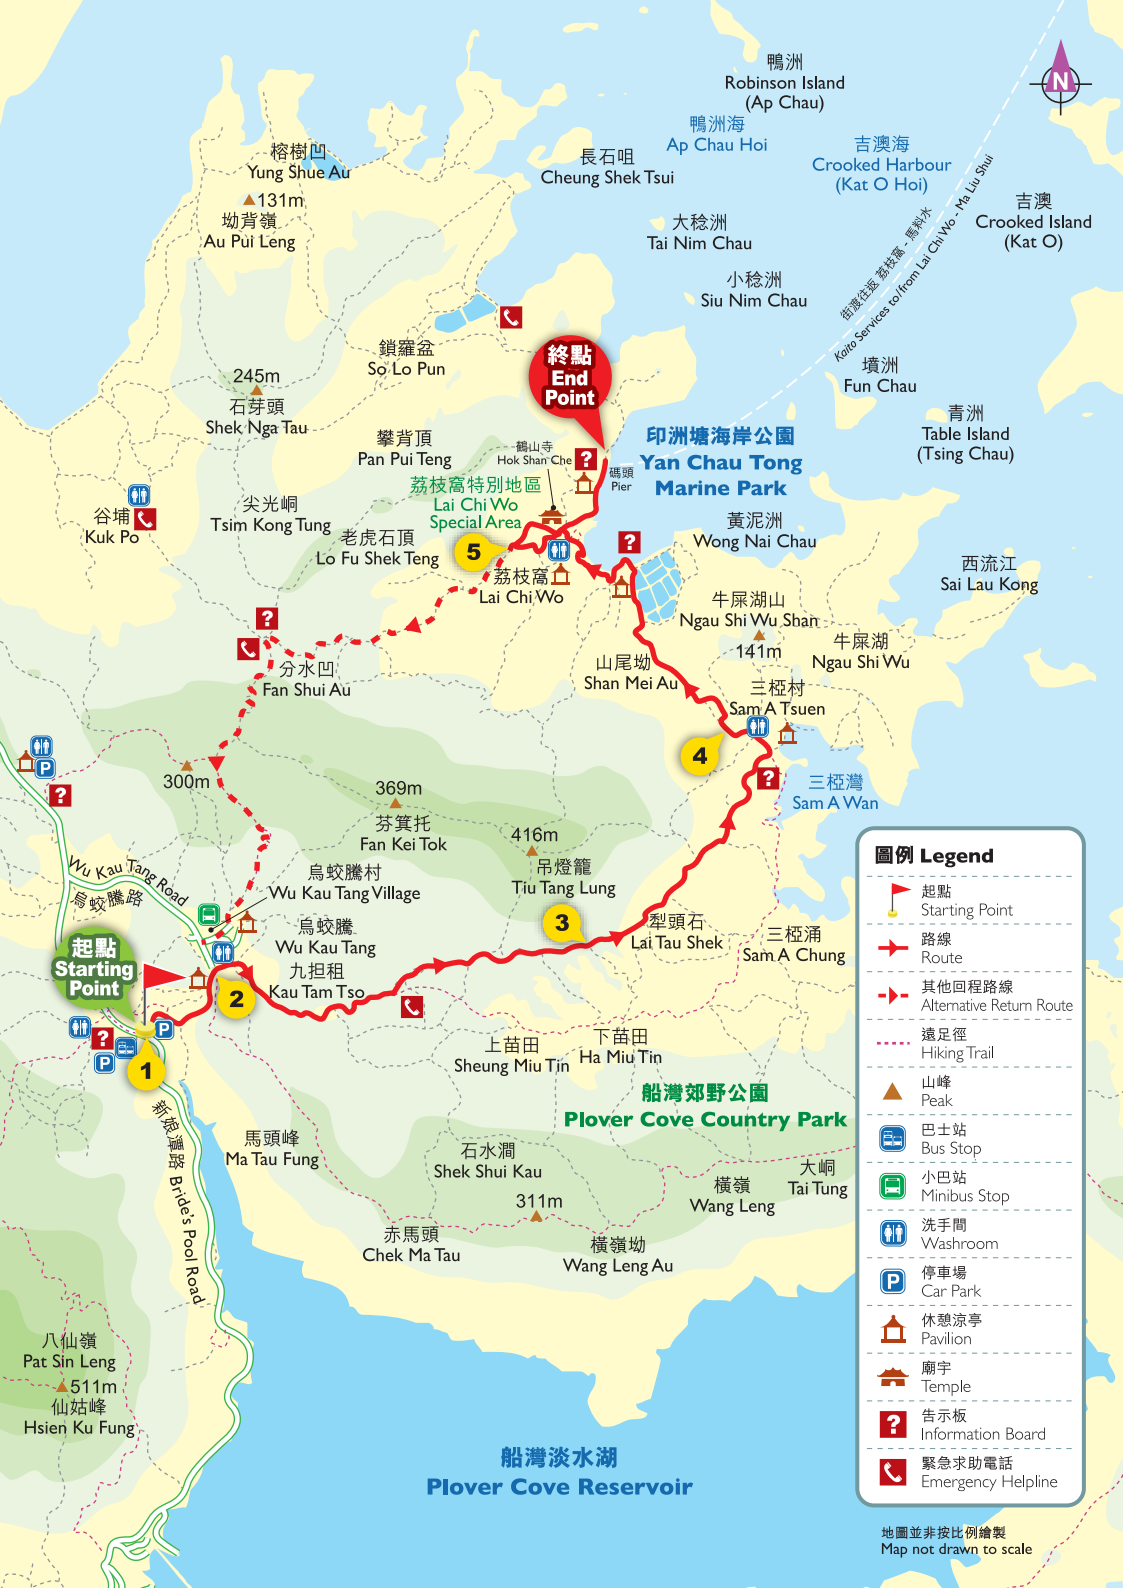 鴨洲
Robinson Island
(Ap Chau)
N
鴨洲海
Ap Chau Hoi
吉澳海
Crooked Harbour
(Kat O Hoi)
榕樹凹
Yung Shue Au
長石咀
Cheung Shek Tsui
131m
坳背嶺
Au Pui Leng
大稔洲
Tai Nim Chau
吉澳
Crooked Island
(Kat O)
小稔洲
Siu Nim Chau
街渡往返 荔枝窩 - 馬料水
Kaito Services to/from Lai Chi Wo - Ma Liu Shui
鎖羅盆
So Lo Pun
終點
End
Point
墳洲
Fun Chau
245m
石芽頭
Shek Nga Tau
青洲
Table Island
(Tsing Chau)
攀背頂
Pan Pui Teng
鶴山寺
Hok Shan Che
?
碼頭
Pier
印洲塘海岸公園
Yan Chau Tong
Marine Park
荔枝窩特別地區
Lai Chi Wo
Special Area
尖光峒
Tsim Kong Tung
谷埔
Kuk Po
老虎石頂
Lo Fu Shek Teng
黃泥洲
Wong Nai Chau
5
?
荔枝窩
Lai Chi Wo
西流江
Sai Lau Kong
牛屎湖山
Ngau Shi Wu Shan
141m
牛屎湖
Ngau Shi Wu
?
分水凹
Fan Shui Au
山尾坳
Shan Mei Au
三椏村
Sam A Tsuen
4
?
三椏灣
Sam A Wan
P
?
300m
369m
芬箕托
Fan Kei Tok
416m
吊燈籠
Tiu Tang Lung
Wu Kau Tang Road
烏蛟騰路
烏蛟騰村
Wu Kau Tang Village
烏蛟騰
Wu Kau Tang
3
犁頭石
Lai Tau Shek
三椏涌
Sam A Chung
起點
Starting
Point
九担租
Kau Tam Tso
2
P
?
P
1
上苗田
Sheung Miu Tin
下苗田
Ha Miu Tin
船灣郊野公園
Plover Cove Country Park
新娘潭路 Bride's Pool Road
馬頭峰
Ma Tau Fung
石水澗
Shek Shui Kau
大峒
Tai Tung
橫嶺
Wang Leng
311m
赤馬頭
Chek Ma Tau
橫嶺坳
Wang Leng Au
八仙嶺
Pat Sin Leng
511m
仙姑峰
Hsien Ku Fung
船灣淡水湖
Plover Cove Reservoir
圖例 Legend
起點
Starting Point
路線
Route
其他回程路線
Alternative Return Route
遠足徑
Hiking Trail
山峰
Peak
巴士站
Bus Stop
小巴站
Minibus Stop
洗手間
Washroom
P
停車場
Car Park
休憩涼亭
Pavilion
廟宇
Temple
?
告示板
Information Board
緊急求助電話
Emergency Helpline
地圖並非按比例繪製
Map not drawn to scale